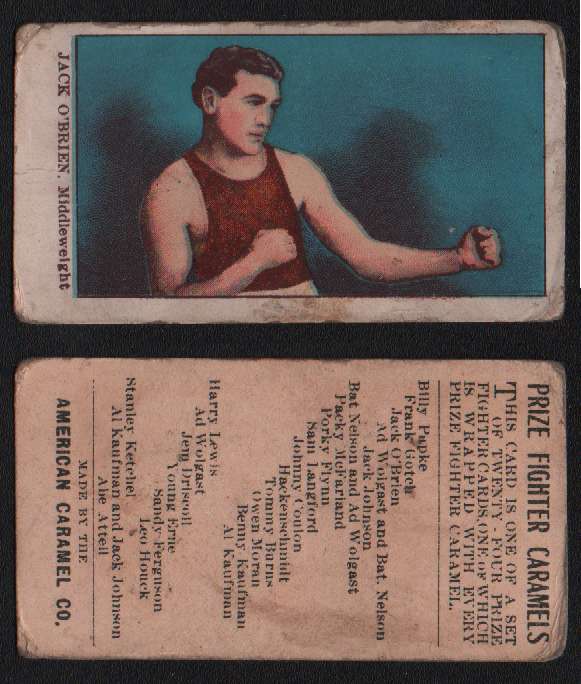 JACK O'BRIEN. Middleweight
PRIZE FIGHTER CARAMELS
THIS CARD IS ONE OF A SET
OF TWENTY-FOUR PRIZE
FIGHTER CARDS, ONE OF WHICH
IS WRAPPED WITH EVERY
PRIZE FIGHTER CARAMEL.
Billy Papke
Frank Gotch
Jack O'Brien
Ad Wolgast and Bat. Nelson
Jack Johnson
Bat Nelson and Ad Wolgast
Packy McFarland
Porky Flynn
Sam Langford
Johnny Coulon
Hackenschmidt
Tommy Burns
Owen Moran
Benny Kaufman
Al Kaufman
Harry Lewis
Ad Wolgast
Jem Driscoll
Young Erne
Sandy Ferguson
Leo Houck
Stanley Ketchel
Al Kaufman and Jack Johnson
Abe Attell
MADE BY THE
AMERICAN CARAMEL CO.